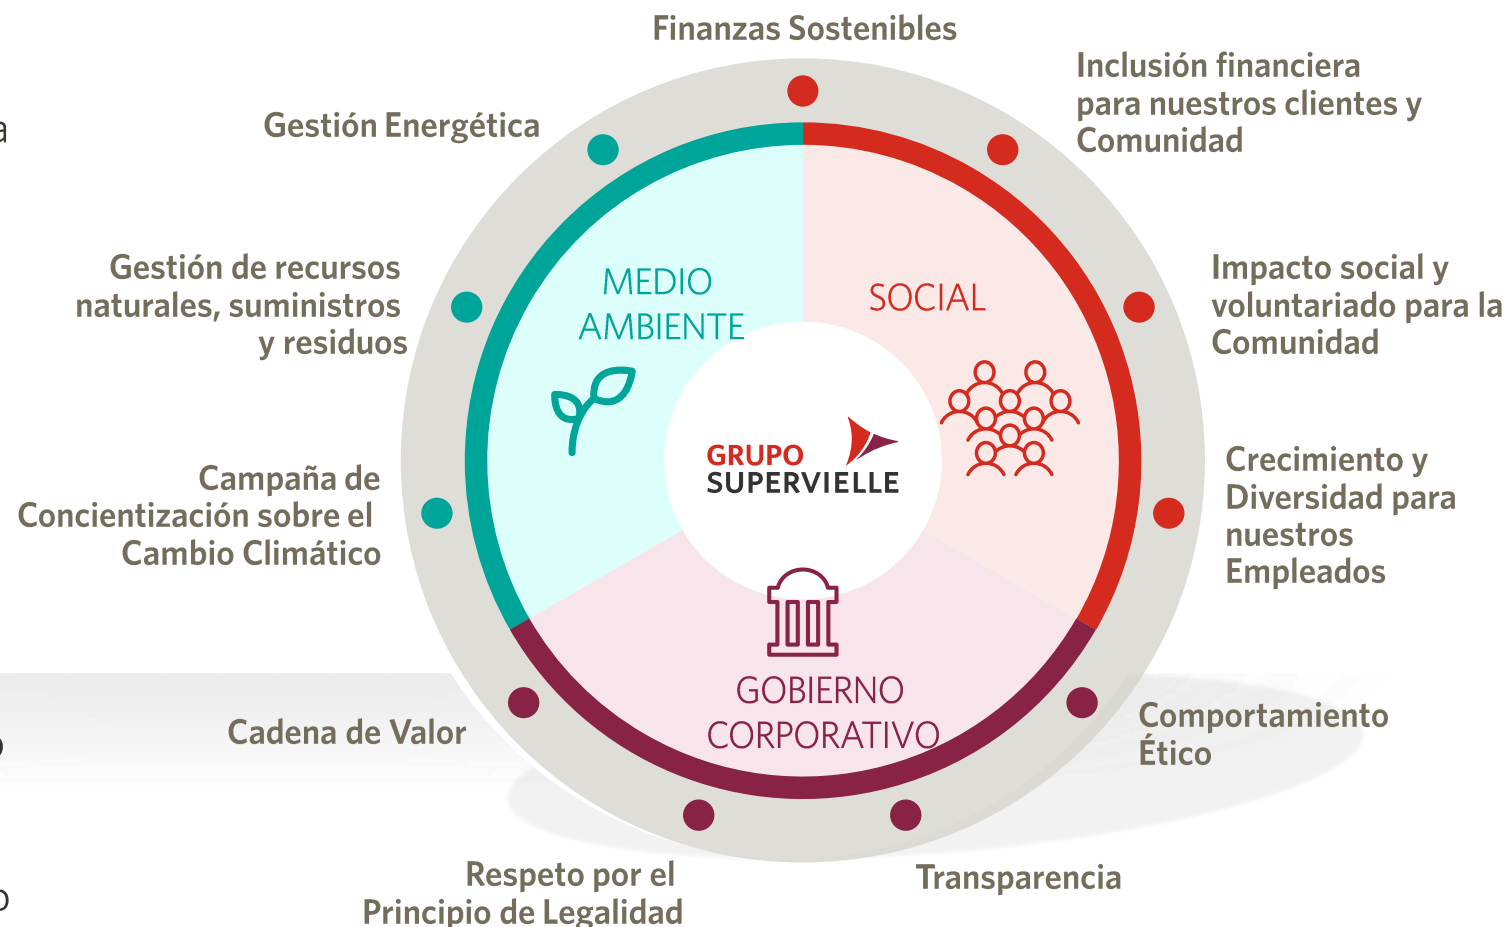 Finanzas Sostenibles
Inclusión financiera
para nuestros clientes y
Comunidad
Gestión Energética
Impacto social y
voluntariado para la
Comunidad
Gestión de recursos
naturales, suministros
y residuos
MEDIO
AMBIENTE
SOCIAL
GRUPO
SUPERVIELLE
Crecimiento y
Diversidad para
nuestros
Empleados
Campaña de
Concientización sobre el
Cambio Climático
GOBIERNO
CORPORATIVO
Comportamiento
Ético
Cadena de Valor
Transparencia
Respeto por el
Principio de Legalidad